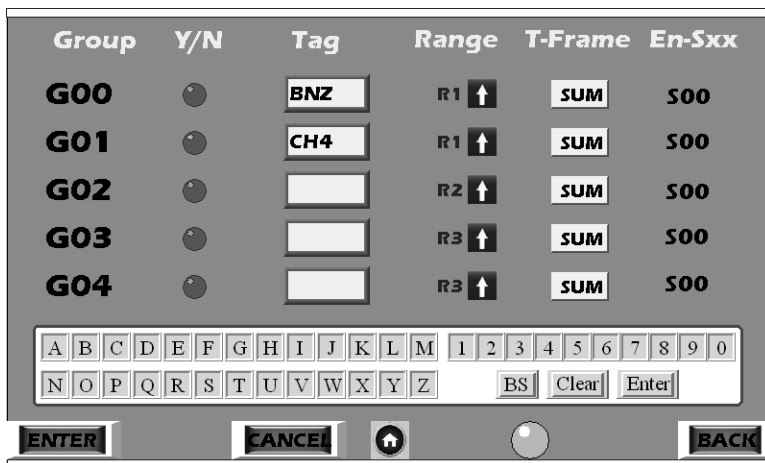 Group Y/N Tag Range T-Frame En-Sxx
G00 BNZ R1 SUM S00
G01 CH4 R1 SUM S00
G02 R2 SUM S00
G03 R3 SUM S00
G04 R3 SUM S00
A B C D E F G H I J K L M 1 2 3 4 5 6 7 8 9 0
N O P Q R S T U V W X Y Z BS Clear Enter
ENTER CANCEL BACK